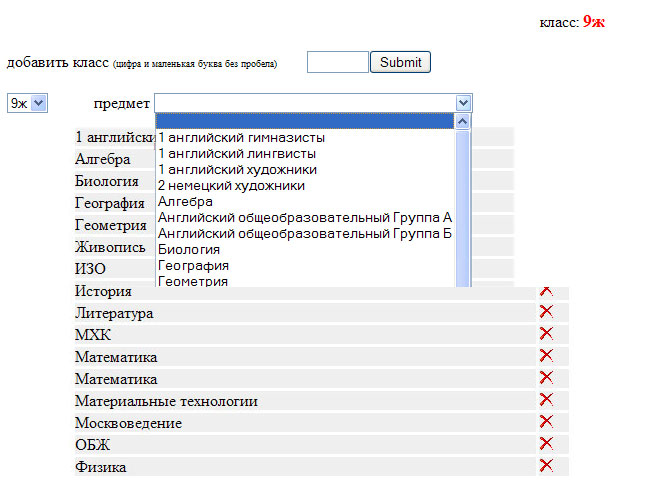 класс: 9ж
добавить класс (цифра и маленькая буква без пробела) Submit
9ж предмет
1 английски
Алгебра
Биология
География
Геометрия
Живопись
ИЗО
1 английский гимназисты
1 английский лингвисты
1 английский художники
2 немецкий художники
Алгебра
Английский общеобразовательный Группа А
Английский общеобразовательный Группа Б
Биология
География
Геометрия
История
Литература
МХК
Математика
Математика
Материальные технологии
Москвоведение
ОБЖ
Физика